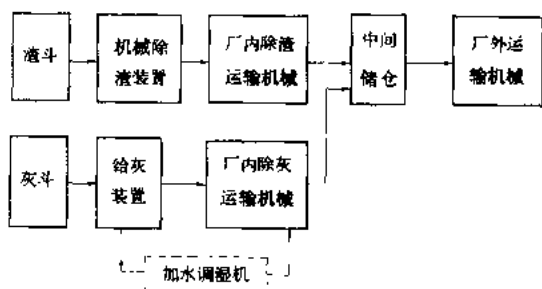 渣斗
机械除
渣装置
厂内除渣
运输机械
中间
储仓
厂外运
输机械
灰斗
给灰
装置
厂内除灰
运输机械
加水调湿机